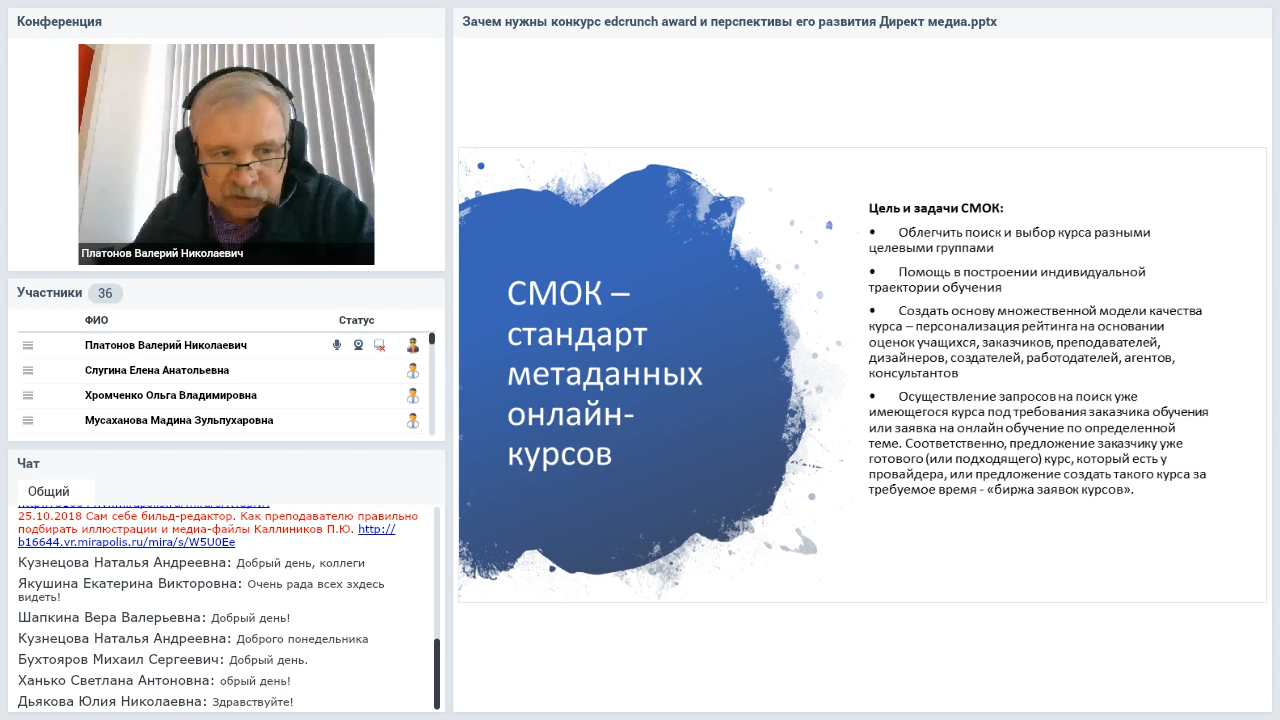 Конференция
Платонов Валерий Николаевич
Участники 36
ФИО Статус
Платонов Валерий Николаевич
Слугина Елена Анатольевна
Хромченко Ольга Владимировна
Мусаханова Мадина Зульпухаровна
Чат
Общий
25.10.2018 Сам себе бильд-редактор. Как преподавателю правильно
подбирать иллюстрации и медиа-файлы Каллиников П.Ю. http://
b16644.vr.mirapolis.ru/mira/s/W5U0Ee
Кузнецова Наталья Андреевна: Добрый день, коллеги
Якушина Екатерина Викторовна: Очень рада всех зхдесь
видеть!
Шапкина Вера Валерьевна: Добрый день!
Кузнецова Наталья Андреевна: Доброго понедельника
Бухтояров Михаил Сергеевич: Добрый день.
Ханько Светлана Антоновна: обрый день!
Дьякова Юлия Николаевна: Здравствуйте!
Зачем нужны конкурс edcrunch award и перспективы его развития Директ медиа.pptx
СМОК –
стандарт
метаданных
онлайн-
курсов
Цель и задачи СМОК:
• Облегчить поиск и выбор курса разными
целевыми группами
• Помощь в построении индивидуальной
траектории обучения
• Создать основу множественной модели качества
курса – персонализация рейтинга на основании
оценок учащихся, заказчиков, преподавателей,
дизайнеров, создателей, работодателей, агентов,
консультантов
• Осуществление запросов на поиск уже
имеющегося курса под требования заказчика обучения
или заявка на онлайн обучение по определенной
теме. Соответственно, предложение заказчику уже
готового (или подходящего) курс, который есть у
провайдера, или предложение создать такого курса за
требуемое время - «биржа заявок курсов».